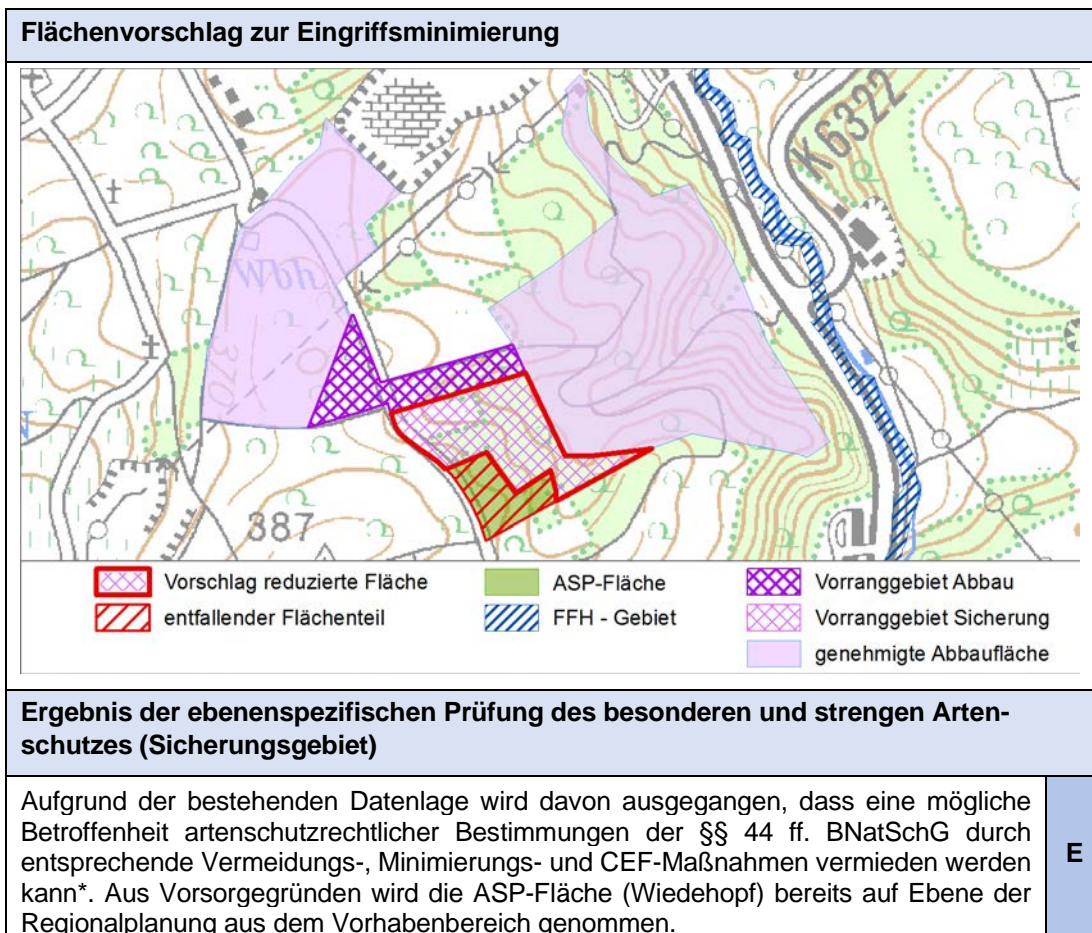 Flächenvorschlag zur Eingriffsminimierung
K6322
Wbh
370
387
Vorschlag reduzierte Fläche
ASP-Fläche
Vorranggebiet Abbau
entfallender Flächenteil
FFH - Gebiet
Vorranggebiet Sicherung
genehmigte Abbaufläche
Ergebnis der ebenenspezifischen Prüfung des besonderen und strengen Arten-
schutzes (Sicherungsgebiet)
Aufgrund der bestehenden Datenlage wird davon ausgegangen, dass eine mögliche
Betroffenheit artenschutzrechtlicher Bestimmungen der §§ 44 ff. BNatSchG durch
entsprechende Vermeidungs-, Minimierungs- und CEF-Maßnahmen vermieden werden
kann*. Aus Vorsorgegründen wird die ASP-Fläche (Wiedehopf) bereits auf Ebene der
Regionalplanung aus dem Vorhabenbereich genommen.
E